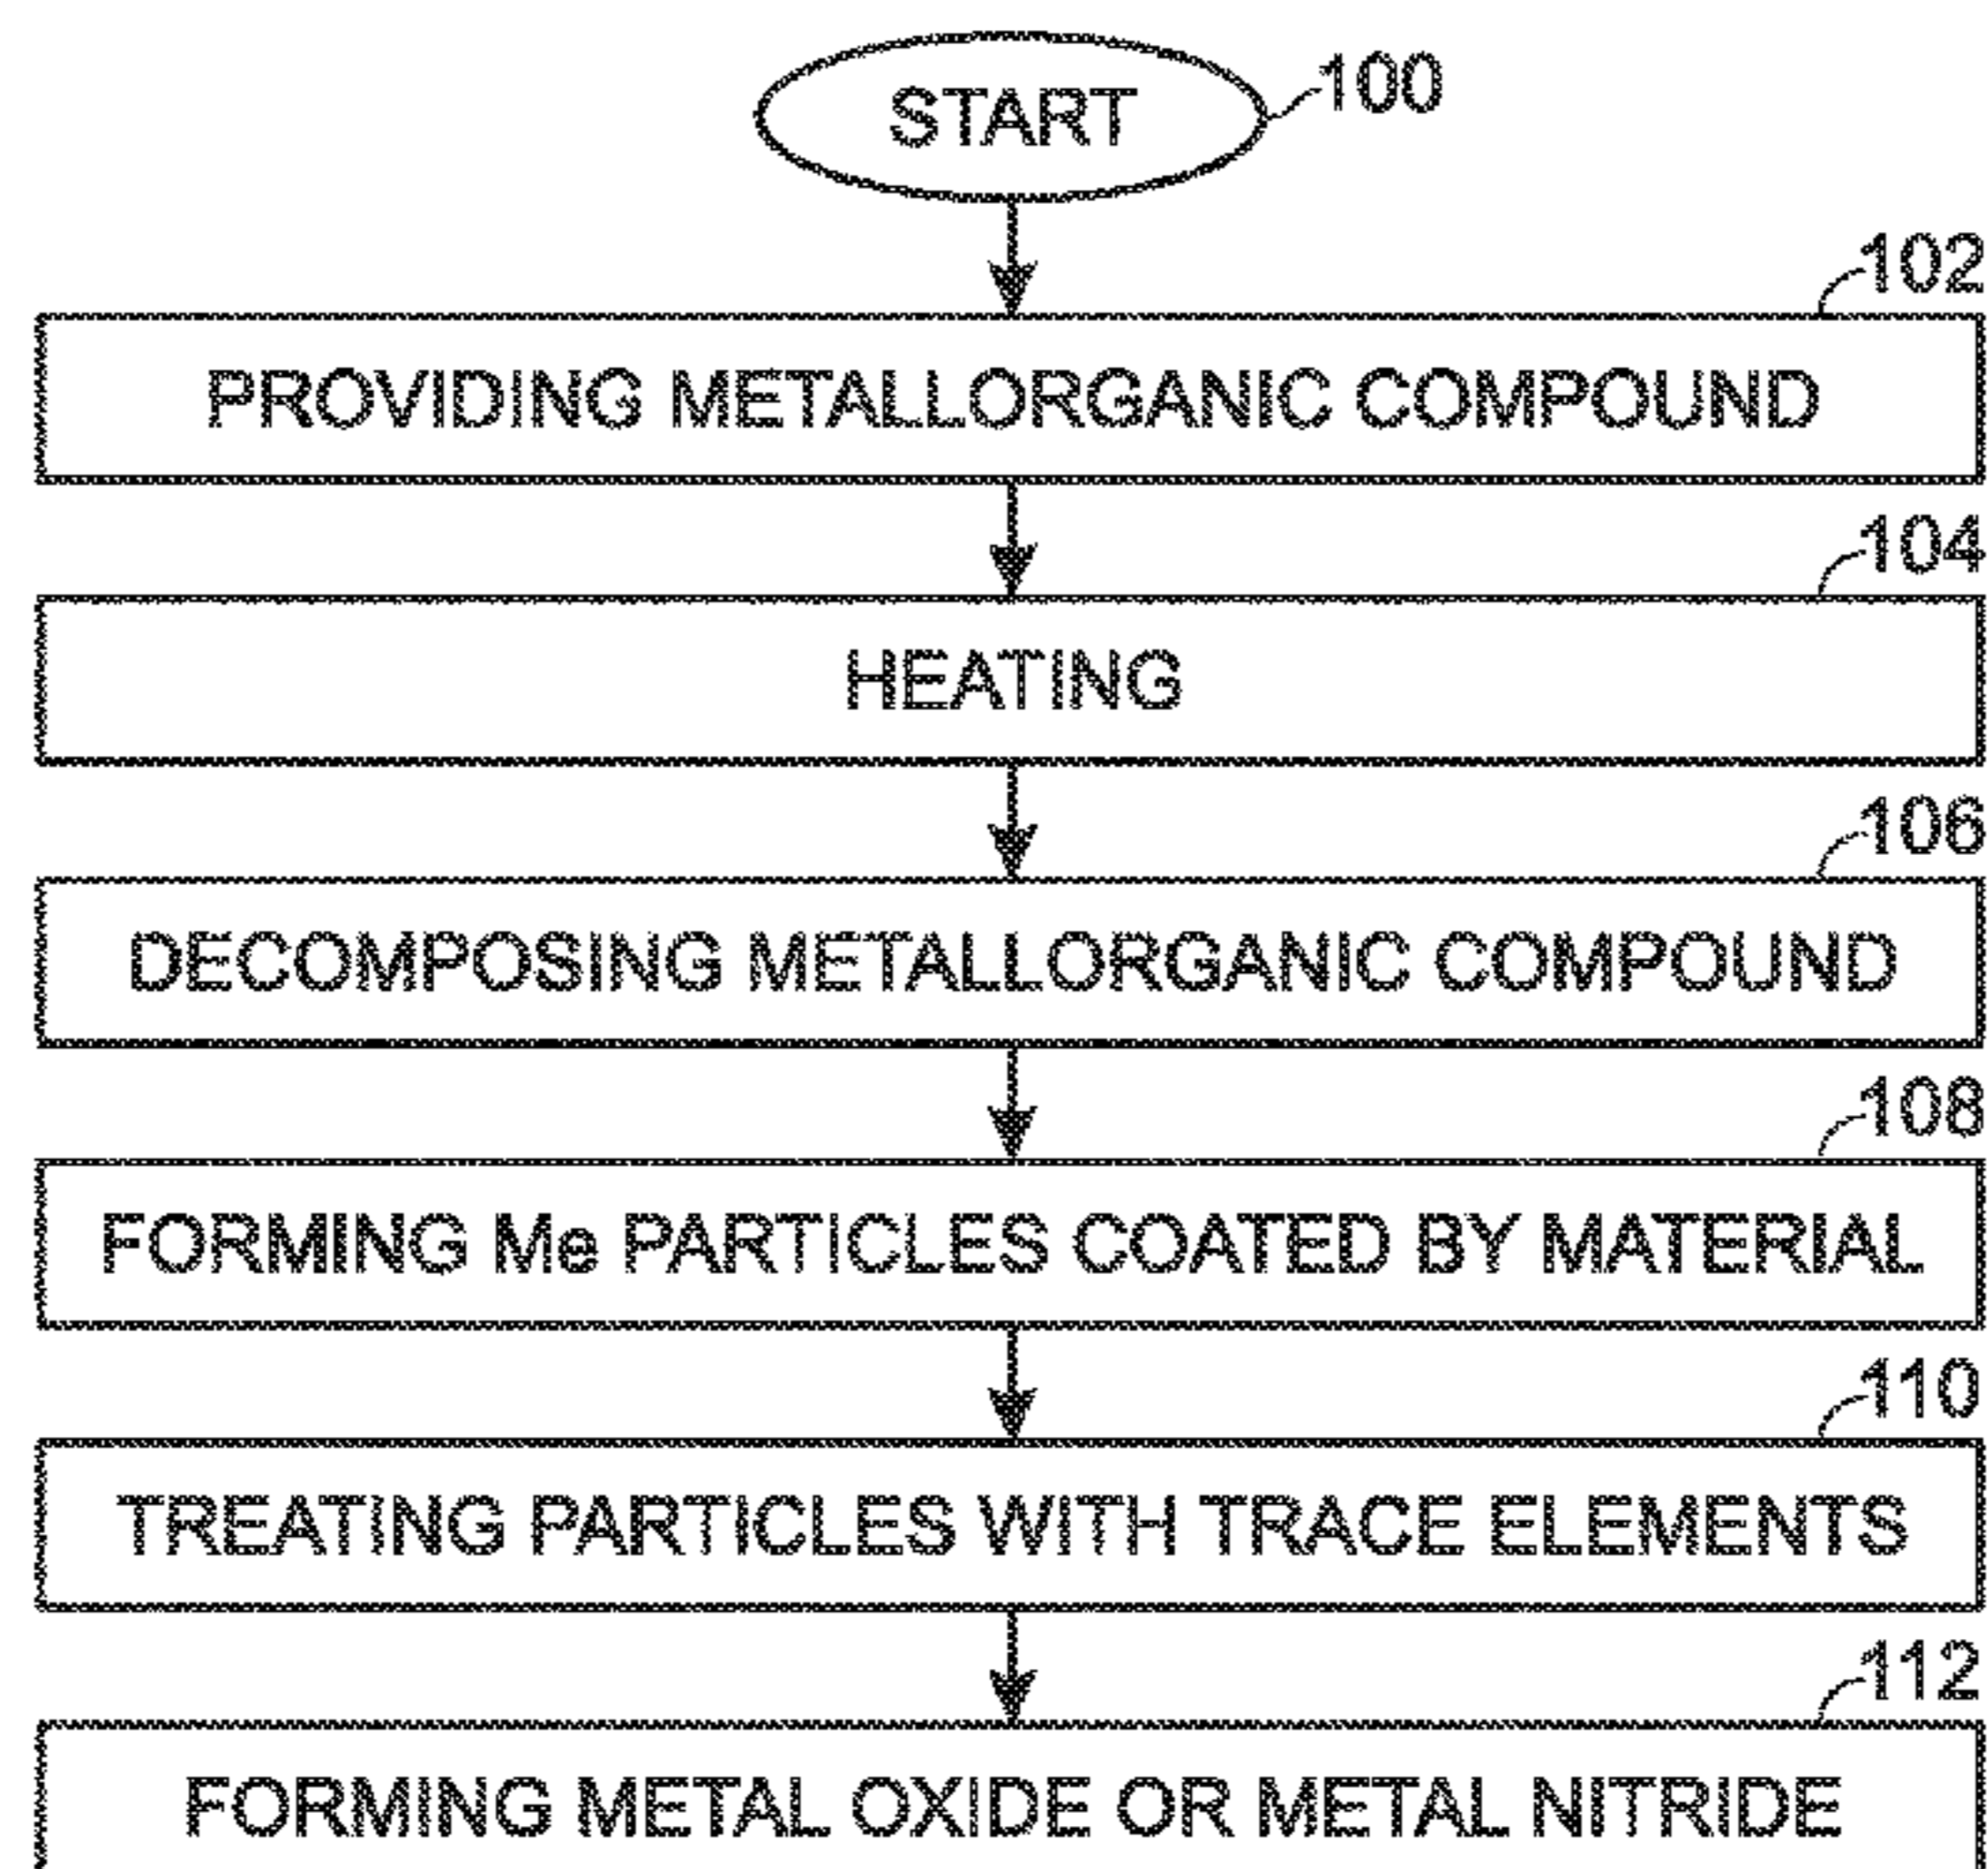 START
100
102
PROVIDING METALLORGANIC COMPOUND
104
HEATING
106
DECOMPOSING METALLORGANIC COMPOUND
108
FORMING Me PARTICLES COATED BY MATERIAL
110
TREATING PARTICLES WITH TRACE ELEMENTS
112
FORMING METAL OXIDE OR METAL NITRIDE